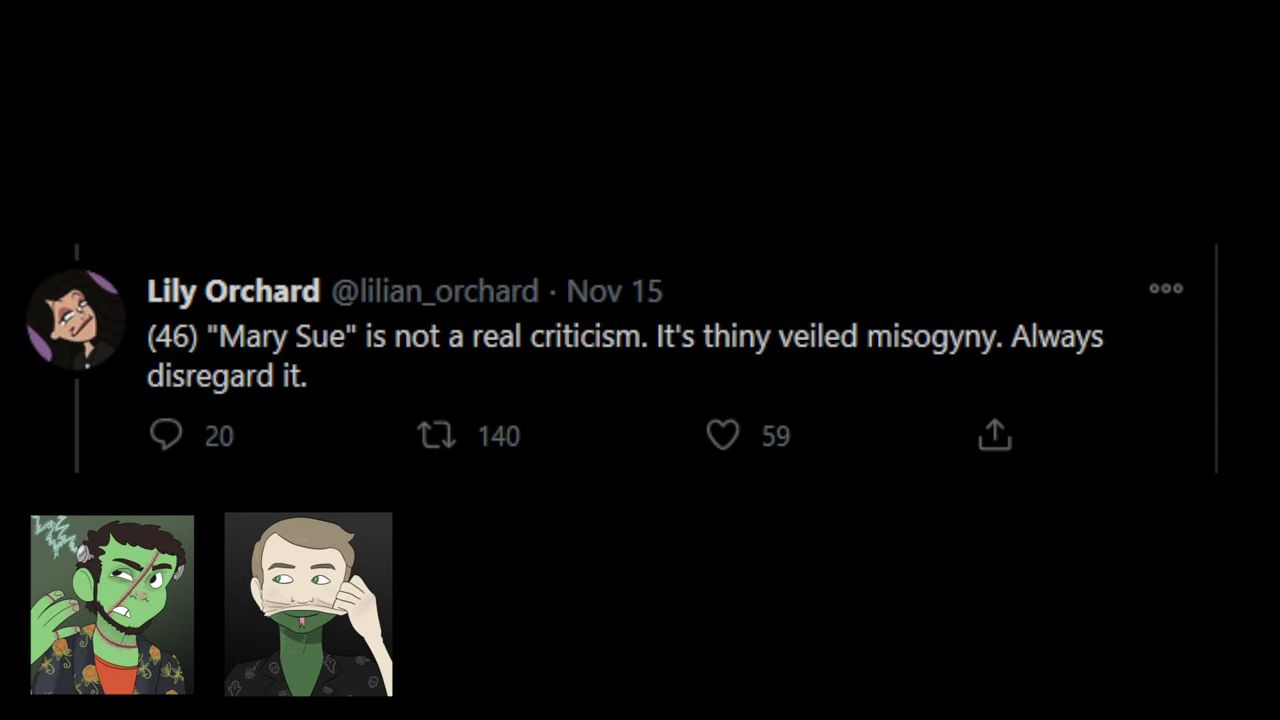 Lily Orchard @lilian_orchard · Nov 15
(46) "Mary Sue" is not a real criticism. It's thiny veiled misogyny. Always
disregard it.
20 140 59